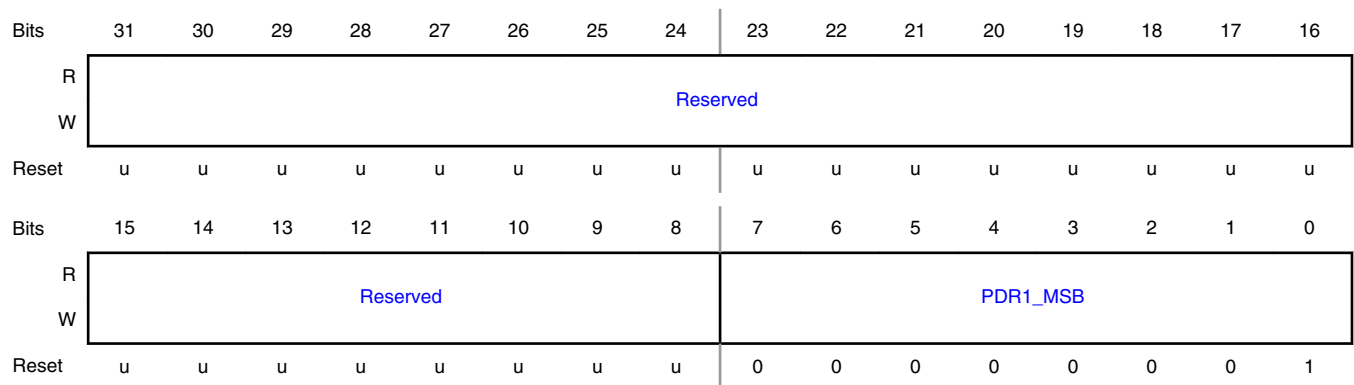 Bits 31 30 29 28 27 26 25 24 23 22 21 20 19 18 17 16
R
Reserved
W
Reset u u u u u u u u u u u u u u u u
Bits 15 14 13 12 11 10 9 8 7 6 5 4 3 2 1 0
R
Reserved PDR1_MSB
W
Reset u u u u u u u u 0 0 0 0 0 0 0 1